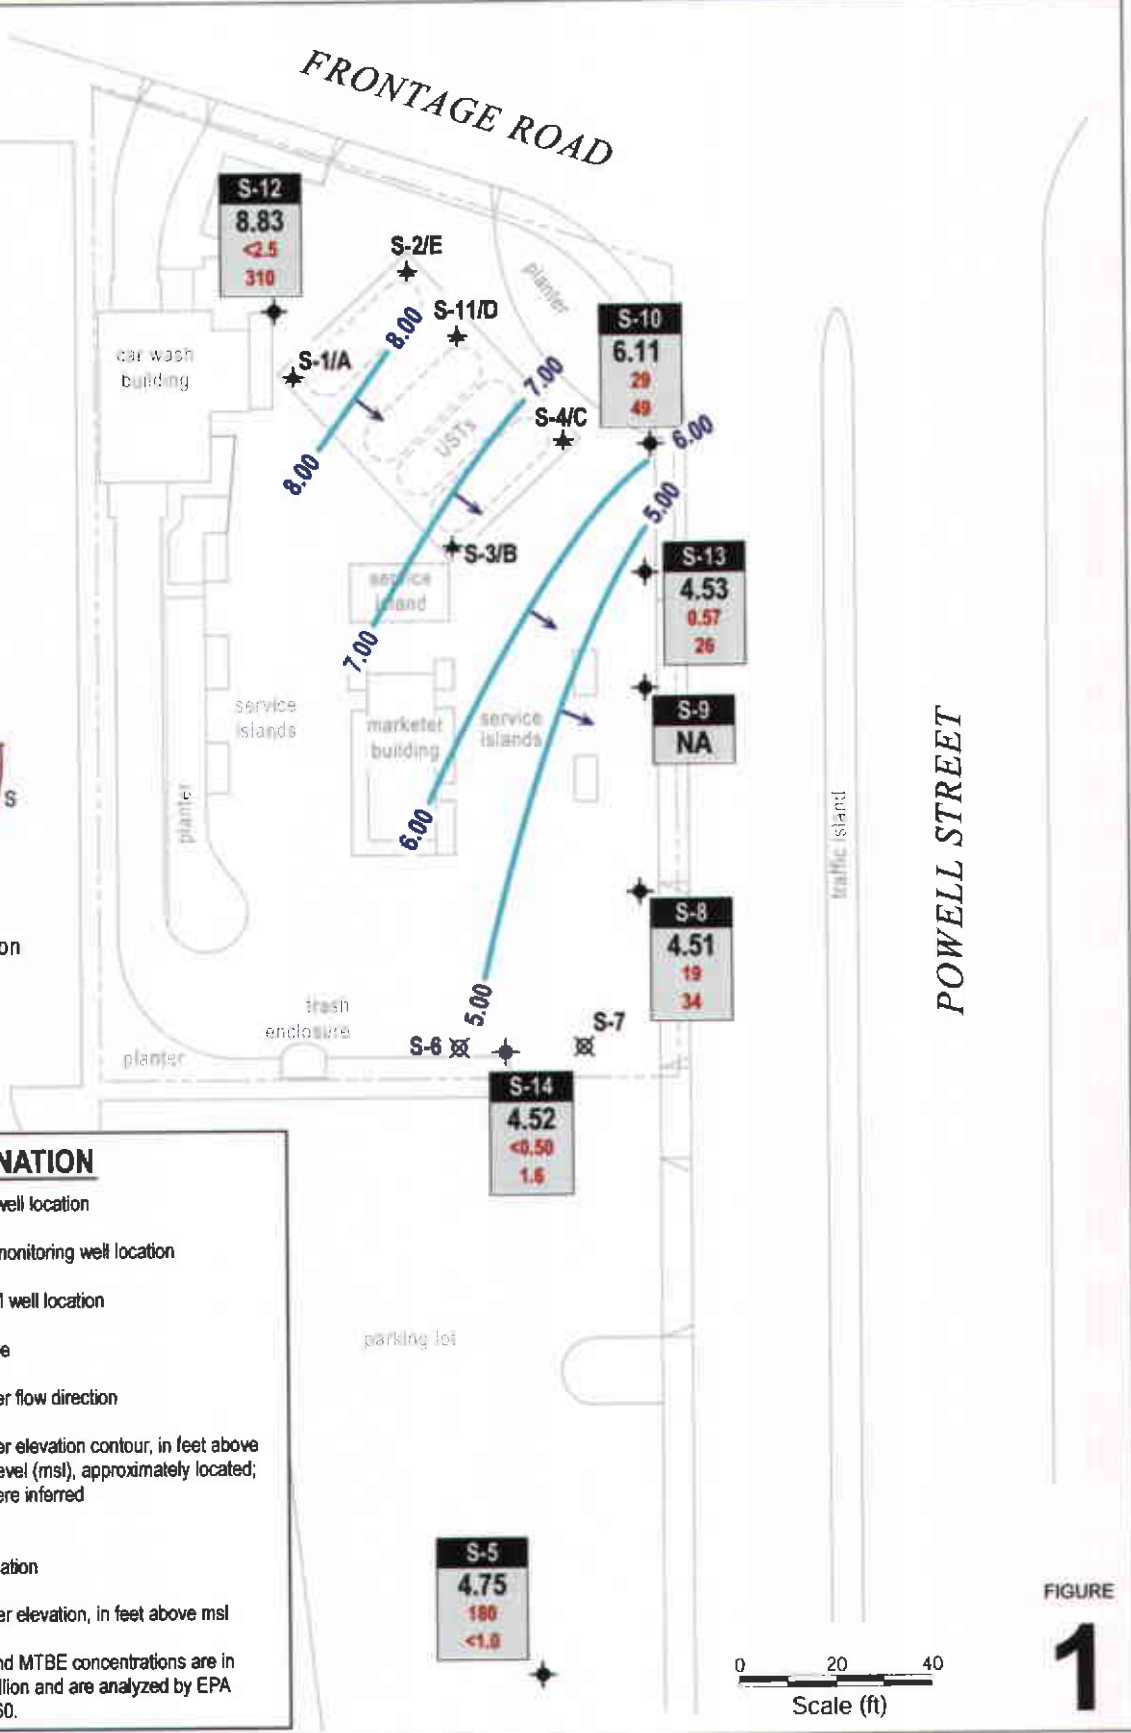 FRONTAGE ROAD
S-12
8.83
<2.5
310
S-2/E
S-11/D
8.00
planter
S-10
6.11
29
49
car wash
building
S-1/A
7.00
S-4/C
USTs
6.00
8.00
5.00
S-3/B
S-13
4.53
0.57
26
service
island
7.00
S-9
NA
service
islands
marketer
building
service
islands
POWELL STREET
s
planter
6.00
traffic island
S-8
4.51
19
34
on
5.00
trash
enclosure
S-7
S-6
planter
S-14
4.52
<0.50
1.6
NATION
well location
monitoring well location
well location
e
er flow direction
er elevation contour, in feet above
evel (msl), approximately located;
ere inferred
ation
er elevation, in feet above msl
nd MTBE concentrations are in
llion and are analyzed by EPA
60.
parking lot
S-5
4.75
180
<1.0
0 20 40
Scale (ft)
FIGURE
1